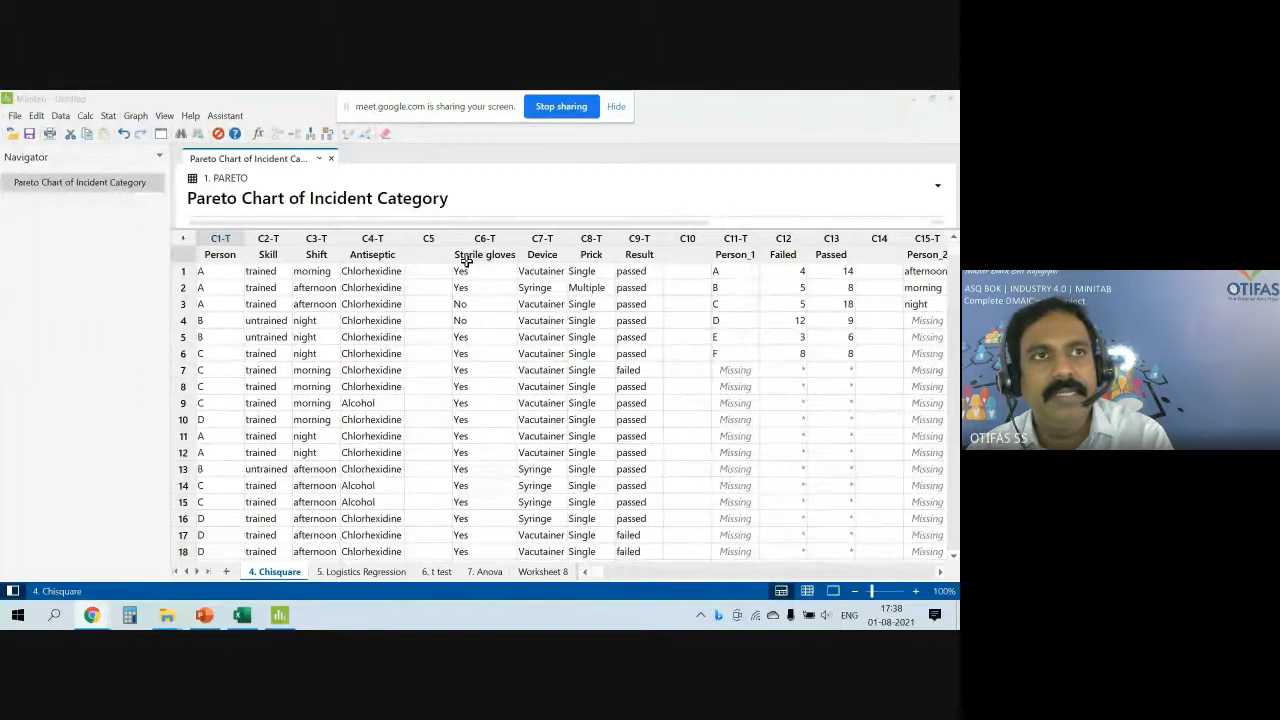 Minitab - Untitled
meet.google.com is sharing your screen. Stop sharing Hide
File Edit Data Calc Stat Graph View Help Assistant
Navigator
Pareto Chart of Incident Ca...
Pareto Chart of Incident Category
1. PARETO
Pareto Chart of Incident Category
+ C1-T C2-T C3-T C4-T C5 C6-T C7-T C8-T C9-T C10 C11-T C12 C13 C14 C15-T
Person Skill Shift Antiseptic Sterile gloves Device Prick Result Person_1 Failed Passed Person_2
1 A trained morning Chlorhexidine Yes Vacutainer Single passed A 4 14 afternoon
2 A trained afternoon Chlorhexidine Yes Syringe Multiple passed B 5 8 morning
3 A trained afternoon Chlorhexidine No Vacutainer Single passed C 5 18 night
4 B untrained night Chlorhexidine No Vacutainer Single passed D 12 9 Missing
5 B untrained night Chlorhexidine Yes Vacutainer Single passed E 3 6 Missing
6 C trained night Chlorhexidine Yes Vacutainer Single passed F 8 8 Missing
7 C trained morning Chlorhexidine Yes Vacutainer Single failed Missing * * Missing
8 C trained morning Chlorhexidine Yes Vacutainer Single passed Missing * * Missing
9 C trained morning Alcohol Yes Vacutainer Single passed Missing * * Missing
10 D trained morning Chlorhexidine Yes Vacutainer Single passed Missing * * Missing
11 A trained night Chlorhexidine Yes Vacutainer Single passed Missing * * Missing
12 A trained night Chlorhexidine Yes Vacutainer Single passed Missing * * Missing
13 B untrained afternoon Chlorhexidine Yes Syringe Single passed Missing * * Missing
14 C trained afternoon Alcohol Yes Syringe Single passed Missing * * Missing
15 C trained afternoon Alcohol Yes Syringe Single passed Missing * * Missing
16 D trained afternoon Chlorhexidine Yes Syringe Single passed Missing * * Missing
17 D trained afternoon Chlorhexidine Yes Vacutainer Single failed Missing * * Missing
18 D trained afternoon Chlorhexidine Yes Vacutainer Single failed Missing * * Missing
4. Chisquare 5. Logistics Regression 6. t test 7. Anova Worksheet 8
4. Chisquare 100%
ENG 17:38
01-08-2021
ASQ BOK | INDUSTRY 4.0 | MINITAB
Complete DMAIC
OTIFAS
OTIFAS SS